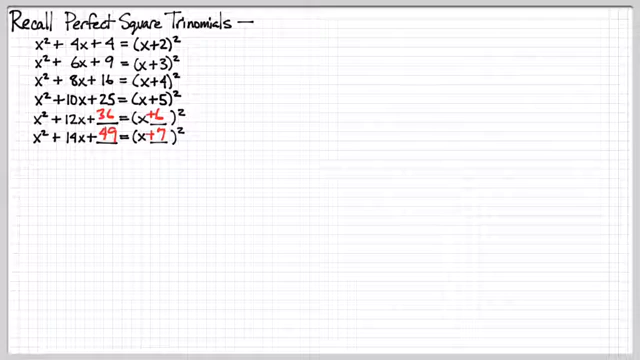 Recall Perfect Square Trinomials —
x² + 4x + 4 = (x+2)²
x² + 6x + 9 = (x+3)²
x² + 8x + 16 = (x+4)²
x² + 10x + 25 = (x+5)²
x² + 12x + 36 = (x+6)²
x² + 14x + 49 = (x+7)²